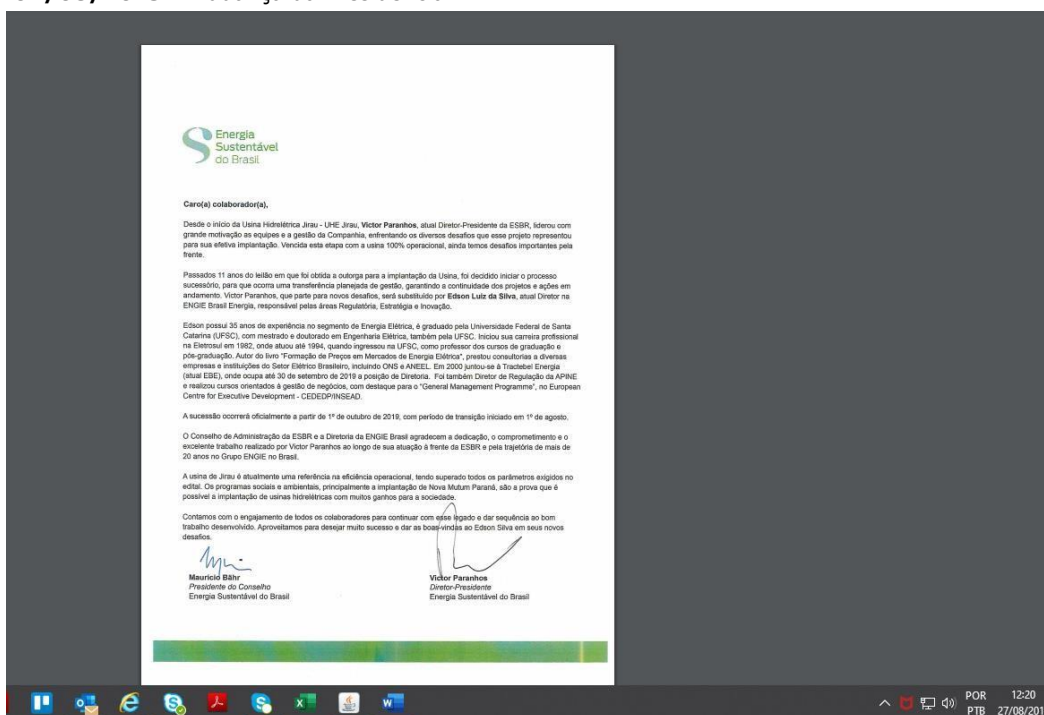 Energia
Sustentável
do Brasil
Caro(a) colaborador(a),
Desde o início da Usina Hidrelétrica Jirau - UHE Jirau, Victor Paranhos, atual Diretor-Presidente da ESBR, liderou com
grande motivação as equipes e a gestão da Companhia, enfrentando os diversos desafios que esse projeto representou
para sua efetiva implantação. Vencida esta etapa com a usina 100% operacional, ainda temos desafios importantes pela
frente.
Passados 11 anos do leilão em que foi obtida a outorga para a implantação da Usina, foi decidido iniciar o processo
sucessório, para que ocorra uma transferência planejada de gestão, garantindo a continuidade dos projetos e ações em
andamento. Victor Paranhos, que parte para novos desafios, será substituído por Edson Luiz da Silva, atual Diretor na
ENGIE Brasil Energia, responsável pelas áreas Regulatória, Estratégia e Inovação.
Edson possui 35 anos de experiência no segmento de Energia Elétrica, é graduado pela Universidade Federal de Santa
Catarina (UFSC), com mestrado e doutorado em Engenharia Elétrica, também pela UFSC. Iniciou sua carreira profissional
na Eletrosul em 1982, onde atuou até 1994, quando ingressou na UFSC, como professor dos cursos de graduação e
pós-graduação. Autor do livro "Formação de Preços em Mercados de Energia Elétrica", prestou consultorias a diversas
empresas e instituições do Setor Elétrico Brasileiro, incluindo ONS e ANEEL. Em 2000 juntou-se à Tractebel Energia
(atual EBE), onde ocupa até 30 de setembro de 2019 a posição de Diretoria. Foi também Diretor de Regulação da APINE
e realizou cursos orientados à gestão de negócios, com destaque para o "General Management Programme", no European
Centre for Executive Development - CEDEDP/INSEAD.
A sucessão ocorrerá oficialmente a partir de 1º de outubro de 2019, com período de transição iniciado em 1º de agosto.
O Conselho de Administração da ESBR e a Diretoria da ENGIE Brasil agradecem a dedicação, o comprometimento e o
excelente trabalho realizado por Victor Paranhos ao longo de sua atuação à frente da ESBR e pela trajetória de mais de
20 anos no Grupo ENGIE no Brasil.
A usina de Jirau é atualmente uma referência na eficiência operacional, tendo superado todos os parâmetros exigidos no
edital. Os programas sociais e ambientais, principalmente a implantação de Nova Mutum Paraná, são a prova que é
possível a implantação de usinas hidrelétricas com muitos ganhos para a sociedade.
Contamos com o engajamento de todos os colaboradores para continuar com esse legado e dar sequência ao bom
trabalho desenvolvido. Aproveitamos para desejar muito sucesso e dar as boas-vindas ao Edson Silva em seus novos
desafios.
Maurício Bähr
Presidente do Conselho
Energia Sustentável do Brasil
Victor Paranhos
Diretor-Presidente
Energia Sustentável do Brasil
POR
PTB
12:20
27/08/201